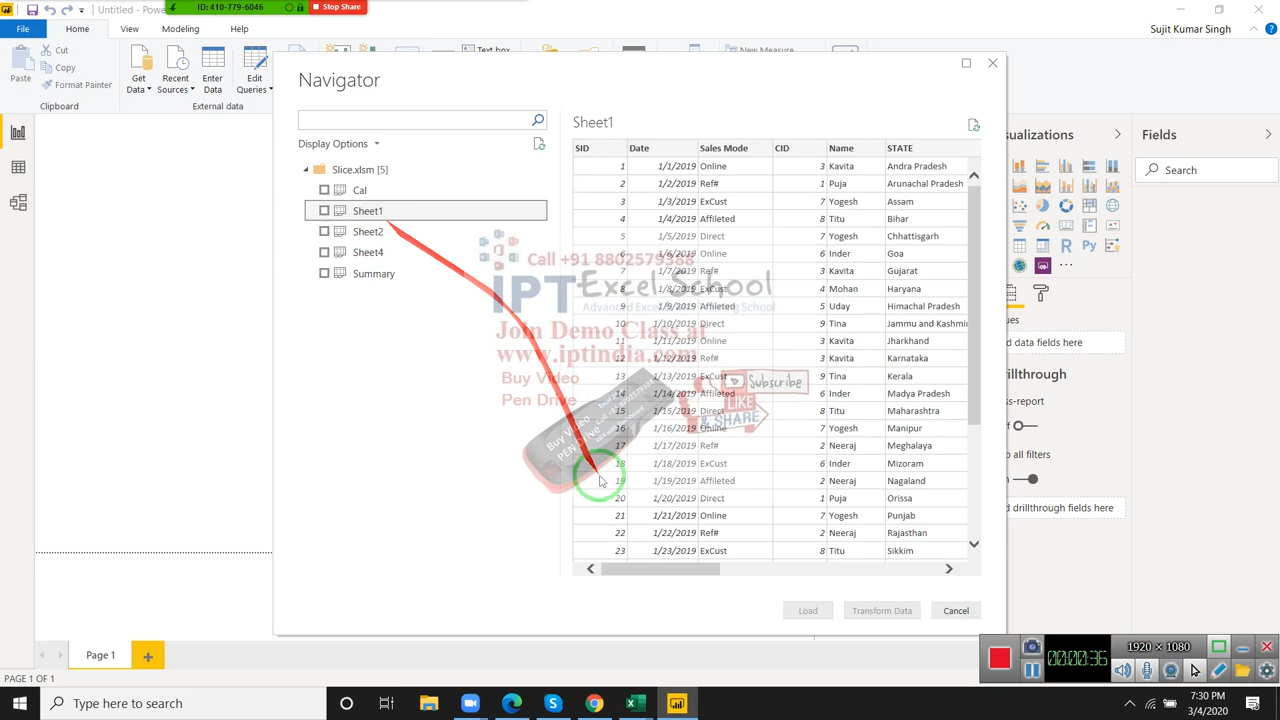 Untitled - Powe
ID: 410-779-6046
Stop Share
File
Home
View
Modeling
Help
Sujit Kumar Singh
Paste
Cut
Copy
Format Painter
Clipboard
Get Data
Recent Sources
Enter Data
Edit Queries
External data
Text box
New Measure
Navigator
Display Options
Slice.xlsm [5]
Cal
Sheet1
Sheet2
Sheet4
Summary
Sheet1
SID Date Sales Mode CID Name STATE
1 1/1/2019 Online 3 Kavita Andra Pradesh
2 1/2/2019 Ref# 1 Puja Arunachal Pradesh
3 1/3/2019 ExCust 7 Yogesh Assam
4 1/4/2019 Affileted 8 Titu Bihar
5 1/5/2019 Direct 7 Yogesh Chhattisgarh
6 1/6/2019 Online 6 Inder Goa
7 1/7/2019 Ref# 3 Kavita Gujarat
8 1/8/2019 ExCust 4 Mohan Haryana
9 1/9/2019 Affileted 5 Uday Himachal Pradesh
10 1/10/2019 Direct 9 Tina Jammu and Kashmir
11 1/11/2019 Online 3 Kavita Jharkhand
12 1/12/2019 Ref# 3 Kavita Karnataka
13 1/13/2019 ExCust 9 Tina Kerala
14 1/14/2019 Affileted 6 Inder Madya Pradesh
15 1/15/2019 Direct 8 Titu Maharashtra
16 1/16/2019 Online 7 Yogesh Manipur
17 1/17/2019 Ref# 2 Neeraj Meghalaya
18 1/18/2019 ExCust 6 Inder Mizoram
19 1/19/2019 Affileted 2 Neeraj Nagaland
20 1/20/2019 Direct 1 Puja Orissa
21 1/21/2019 Online 7 Yogesh Punjab
22 1/22/2019 Ref# 2 Neeraj Rajasthan
23 1/23/2019 ExCust 8 Titu Sikkim
Load
Transform Data
Cancel
Call +91 8802579388
IPT Excel School
Advanced Excel School
Join Demo Class at
www.iptindia.com
Buy Video
Pen Drive
Buy Video
PEN Drive
Subscribe
LIKE
& SHARE
ualizations
Fields
Search
R
Py
ues
d data fields here
rillthrough
ss-report
f
p all filters
n
d drillthrough fields here
Page 1
PAGE 1 OF 1
00:00:36
1920 × 1080
Type here to search
7:30 PM
3/4/2020